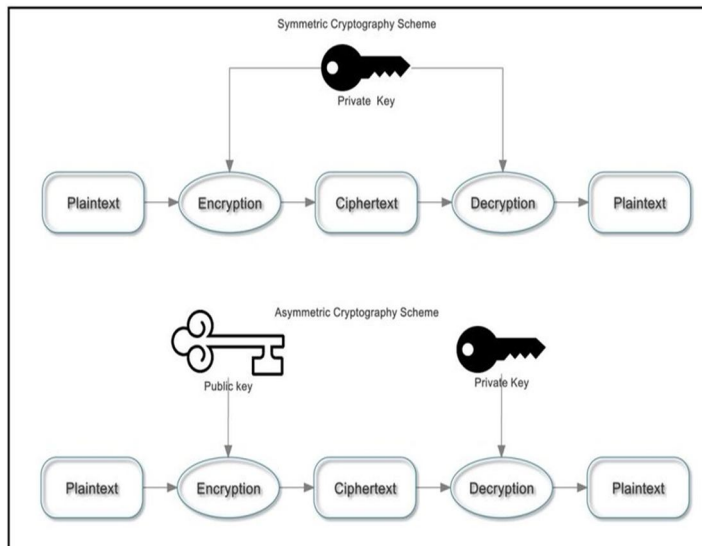 Symmetric Cryptography Scheme
Private Key
Plaintext
Encryption
Ciphertext
Decryption
Plaintext
Asymmetric Cryptography Scheme
Public key
Private Key
Plaintext
Encryption
Ciphertext
Decryption
Plaintext